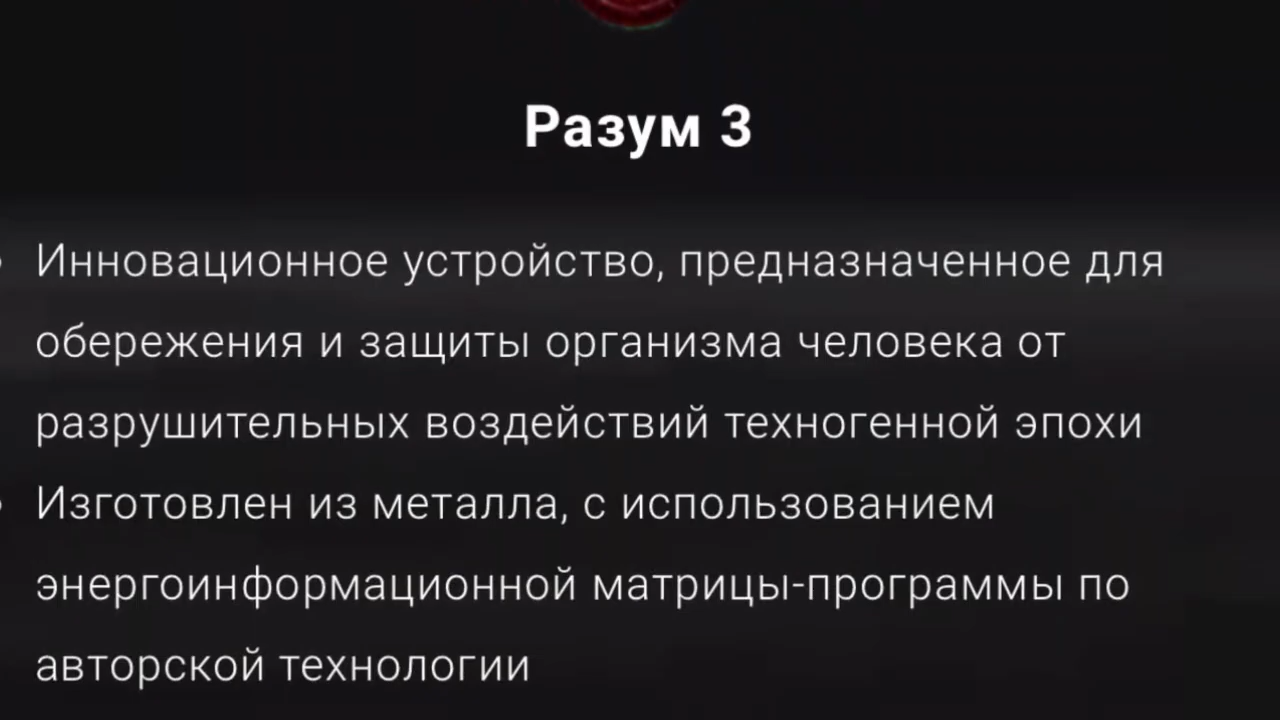 Разум 3
Инновационное устройство, предназначенное для
обережения и защиты организма человека от
разрушительных воздействий техногенной эпохи
Изготовлен из металла, с использованием
энергоинформационной матрицы-программы по
авторской технологии